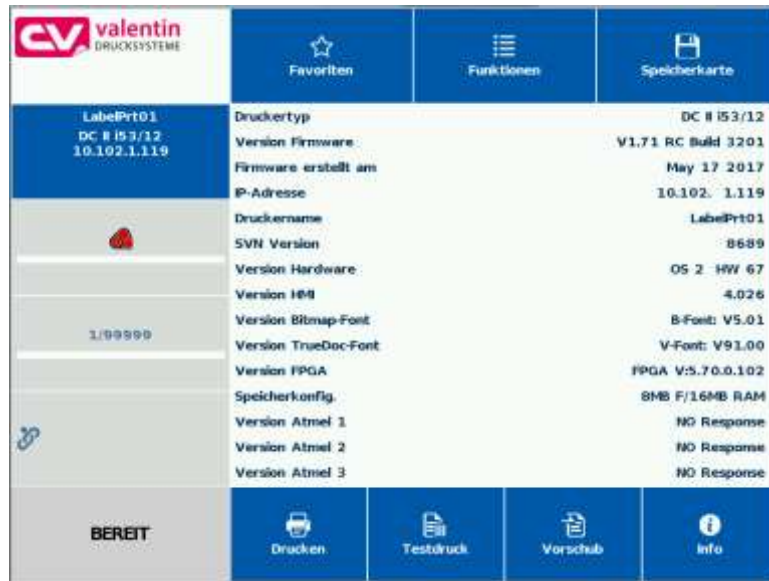 CV. valentin
DRUCKSYSTEME
Favoriten
Funktionen
Speicherkarte
LabelPrt01
DC II i53/12
10.102.1.119
1/99999
BEREIT
Druckertyp DC II i53/12
Version Firmware V1.71 RC Build 3201
Firmware erstellt am May 17 2017
IP-Adresse 10.102. 1.119
Druckername LabelPrt01
SVN Version 8689
Version Hardware OS 2 HW 67
Version HMI 4.026
Version Bitmap-Font B-Font: V5.01
Version TrueDoc-Font V-Font: V91.00
Version FPGA FPGA V:5.70.0.102
Speicherkonfig. 8MB F/16MB RAM
Version Atmel 1 NO Response
Version Atmel 2 NO Response
Version Atmel 3 NO Response
Drucken
Testdruck
Vorschub
Info